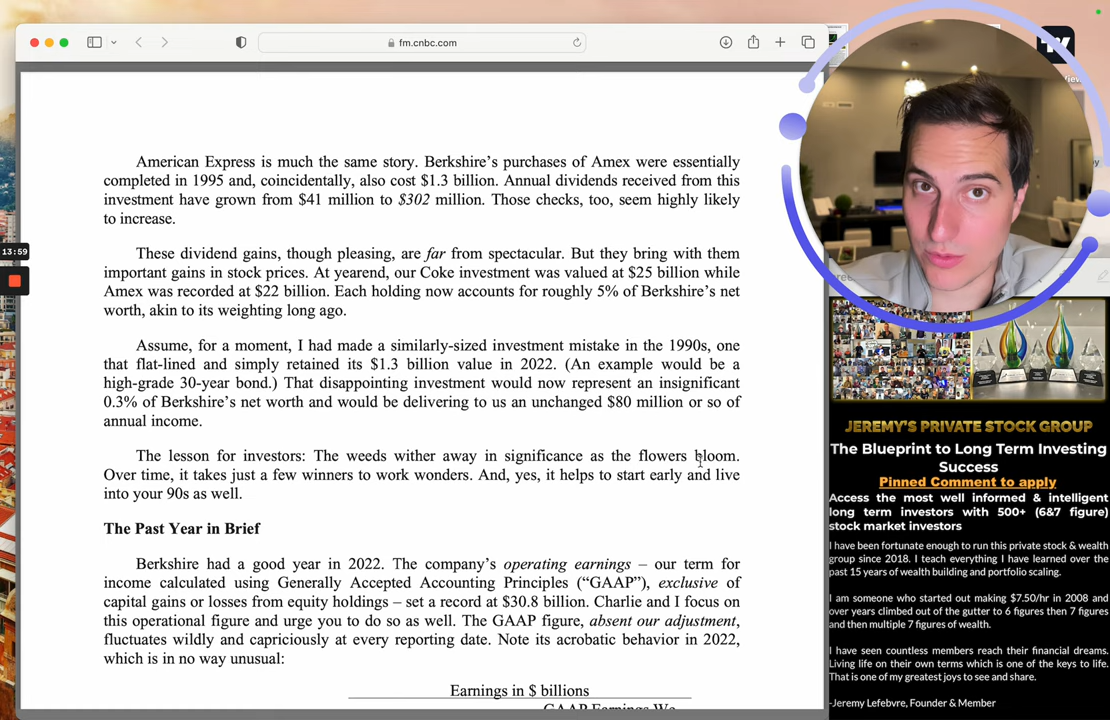 fm.cnbc.com
American Express is much the same story. Berkshire's purchases of Amex were essentially
completed in 1995 and, coincidentally, also cost $1.3 billion. Annual dividends received from this
investment have grown from $41 million to $302 million. Those checks, too, seem highly likely
to increase.
These dividend gains, though pleasing, are far from spectacular. But they bring with them
important gains in stock prices. At yearend, our Coke investment was valued at $25 billion while
Amex was recorded at $22 billion. Each holding now accounts for roughly 5% of Berkshire's net
worth, akin to its weighting long ago.
Assume, for a moment, I had made a similarly-sized investment mistake in the 1990s, one
that flat-lined and simply retained its $1.3 billion value in 2022. (An example would be a
high-grade 30-year bond.) That disappointing investment would now represent an insignificant
0.3% of Berkshire's net worth and would be delivering to us an unchanged $80 million or so of
annual income.
The lesson for investors: The weeds wither away in significance as the flowers bloom.
Over time, it takes just a few winners to work wonders. And, yes, it helps to start early and live
into your 90s as well.
The Past Year in Brief
Berkshire had a good year in 2022. The company's operating earnings – our term for
income calculated using Generally Accepted Accounting Principles ("GAAP"), exclusive of
capital gains or losses from equity holdings – set a record at $30.8 billion. Charlie and I focus on
this operational figure and urge you to do so as well. The GAAP figure, absent our adjustment,
fluctuates wildly and capriciously at every reporting date. Note its acrobatic behavior in 2022,
which is in no way unusual:
Earnings in $ billions
13:59
JEREMY'S PRIVATE STOCK GROUP
The Blueprint to Long Term Investing
Success
Pinned Comment to apply
Access the most well informed & intelligent
long term investors with 500+ (6&7 figure)
stock market investors
I have been fortunate enough to run this private stock & wealth
group since 2018. I teach everything I have learned over the
past 15 years of wealth building and portfolio scaling.
I am someone who started out making $7.50/hr in 2008 and
over years climbed out of the gutter to 6 figures then 7 figures
and then multiple 7 figures of wealth.
I have seen countless members reach their financial dreams.
Living life on their own terms which is one of the keys to life.
That is one of my greatest joys to see and share.
-Jeremy Lefebvre, Founder & Member